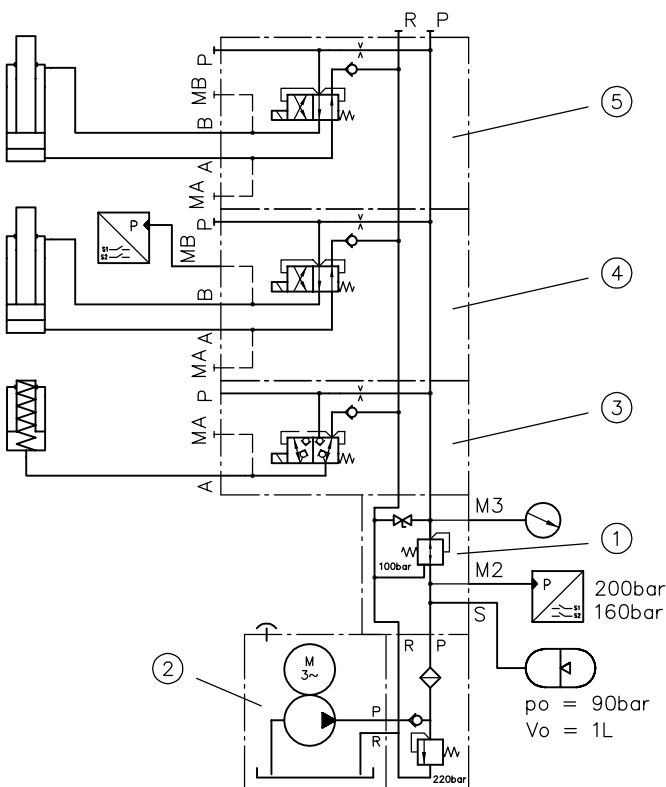 R P
P
MB
B
A
MA
5
P
P
S1
S2
MB
B
A
MA
4
P
MA
A
3
M3
1
100bar
M2
P
S1
S2
200bar
160bar
S
R P
2
M
3~
P
R
po = 90bar
Vo = 1L
220bar